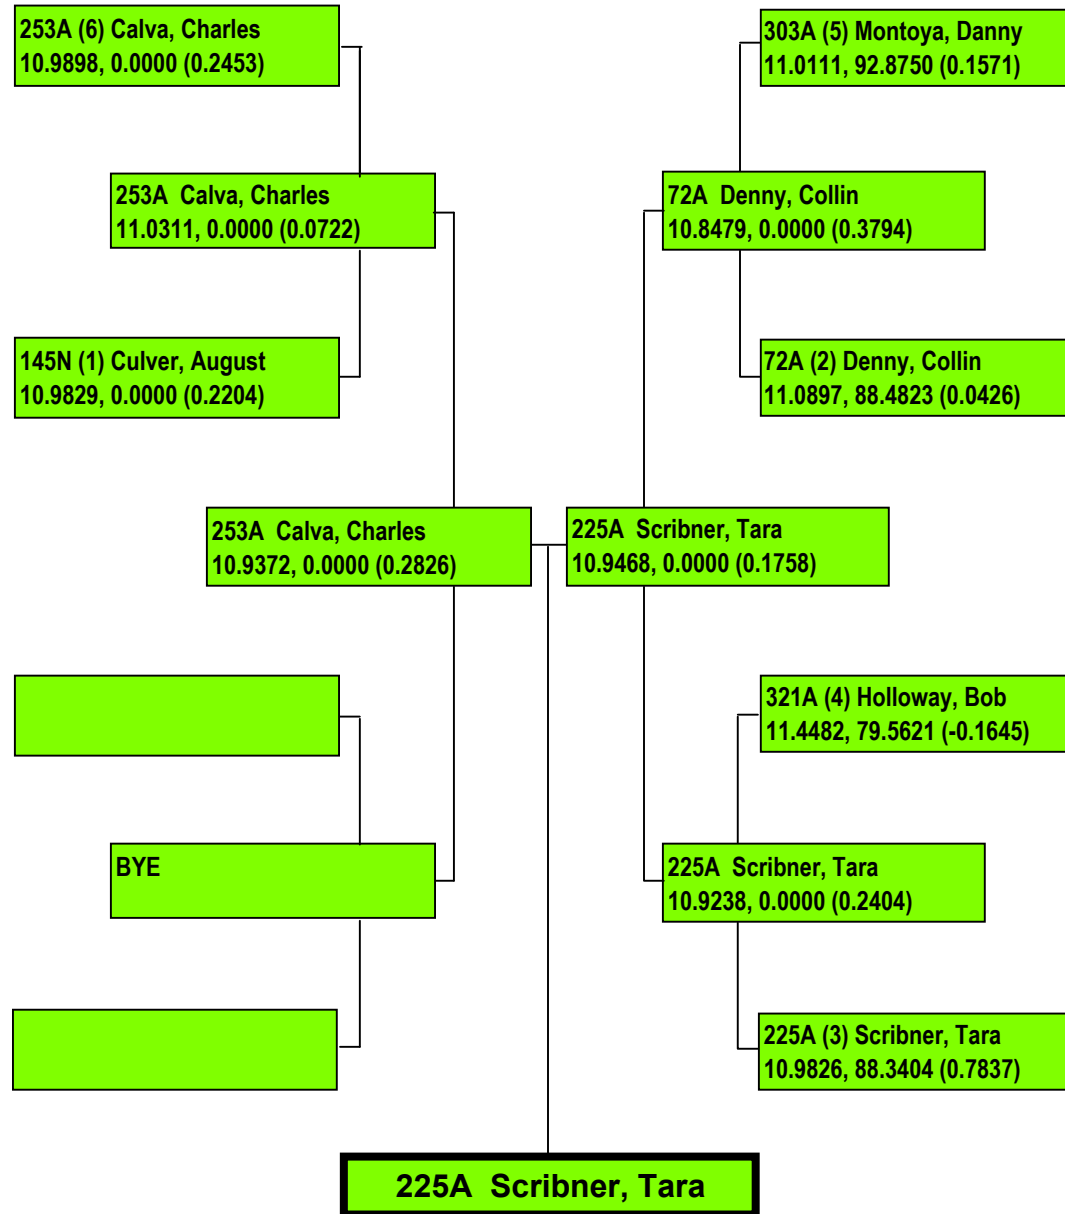 253A (6) Calva, Charles
10.9898, 0.0000 (0.2453)
303A (5) Montoya, Danny
11.0111, 92.8750 (0.1571)
253A  Calva, Charles
11.0311, 0.0000 (0.0722)
72A  Denny, Collin
10.8479, 0.0000 (0.3794)
145N (1) Culver, August
10.9829, 0.0000 (0.2204)
72A (2) Denny, Collin
11.0897, 88.4823 (0.0426)
253A  Calva, Charles
10.9372, 0.0000 (0.2826)
225A  Scribner, Tara
10.9468, 0.0000 (0.1758)
321A (4) Holloway, Bob
11.4482, 79.5621 (-0.1645)
BYE
225A  Scribner, Tara
10.9238, 0.0000 (0.2404)
225A (3) Scribner, Tara
10.9826, 88.3404 (0.7837)
225A  Scribner, Tara